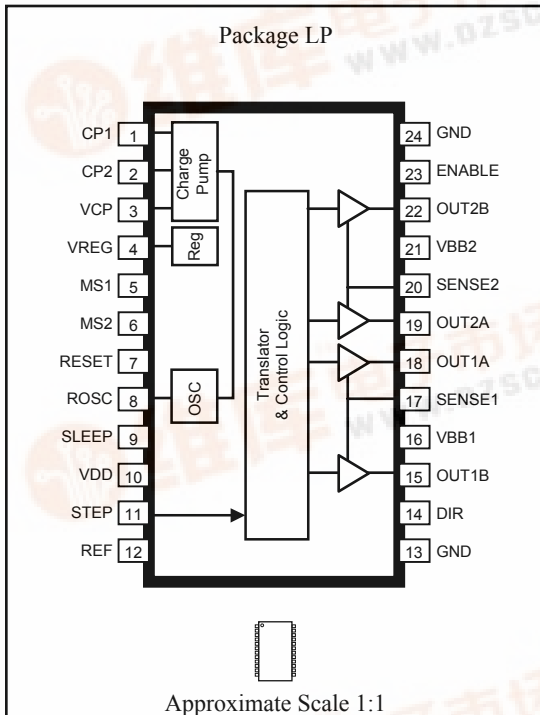 Package LP
CP1 1
CP2 2
VCP 3
VREG 4
MS1 5
MS2 6
RESET 7
ROSC 8
SLEEP 9
VDD 10
STEP 11
REF 12
Charge
Pump
Reg
OSC
Translator
& Control Logic
24 GND
23 ENABLE
22 OUT2B
21 VBB2
20 SENSE2
19 OUT2A
18 OUT1A
17 SENSE1
16 VBB1
15 OUT1B
14 DIR
13 GND
Approximate Scale 1:1
维库